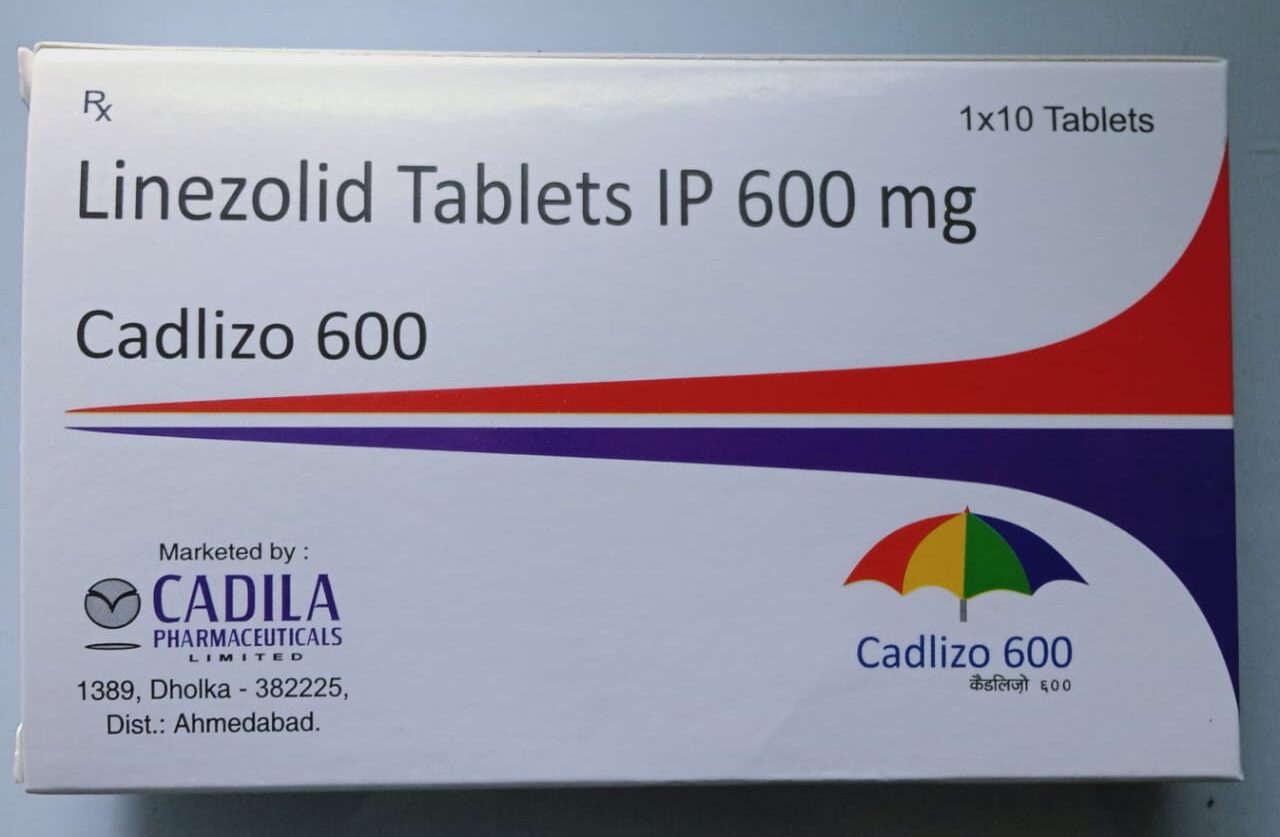 Rx
1x10 Tablets
Linezolid Tablets IP 600 mg
Cadlizo 600
Marketed by :
CADILA
PHARMACEUTICALS
LIMITED
1389, Dholka - 382225,
Dist.: Ahmedabad.
Cadlizo 600
कैडलिज़ो ६००